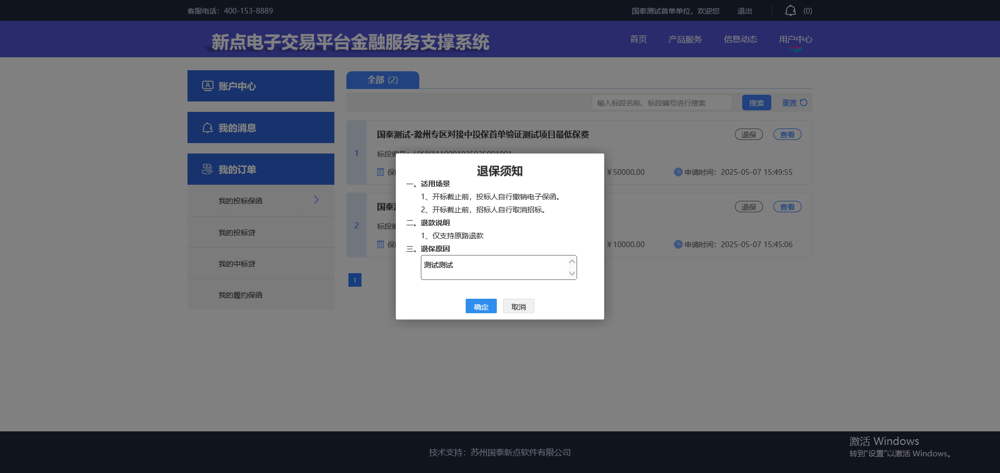 客服电话：400-153-8889
国泰测试首单单位，欢迎您 退出 (0)
新点电子交易平台金融服务支撑系统
首页 产品服务 信息动态 用户中心
账户中心
我的消息
我的订单
我的投标保函
我的投标贷
我的中标贷
我的履约保函
全部 (2)
输入标段名称、标段编号进行搜索 搜索 重置
1
国泰测试-滁州专区对接中投保首单验证测试项目最低保费
退保 查看
标段编号：
¥50000.00 申请时间：2025-05-07 15:49:55
2
国泰
退保 查看
标段
¥10000.00 申请时间：2025-05-07 15:45:06
1
退保须知
一、适用场景
1、开标截止前，投标人自行撤销电子保函。
2、开标截止前，招标人自行取消招标。
二、退款说明
1、仅支持原路退款
三、退保原因
测试测试
确定 取消
技术支持：苏州国泰新点软件有限公司
激活 Windows
转到"设置"以激活 Windows。